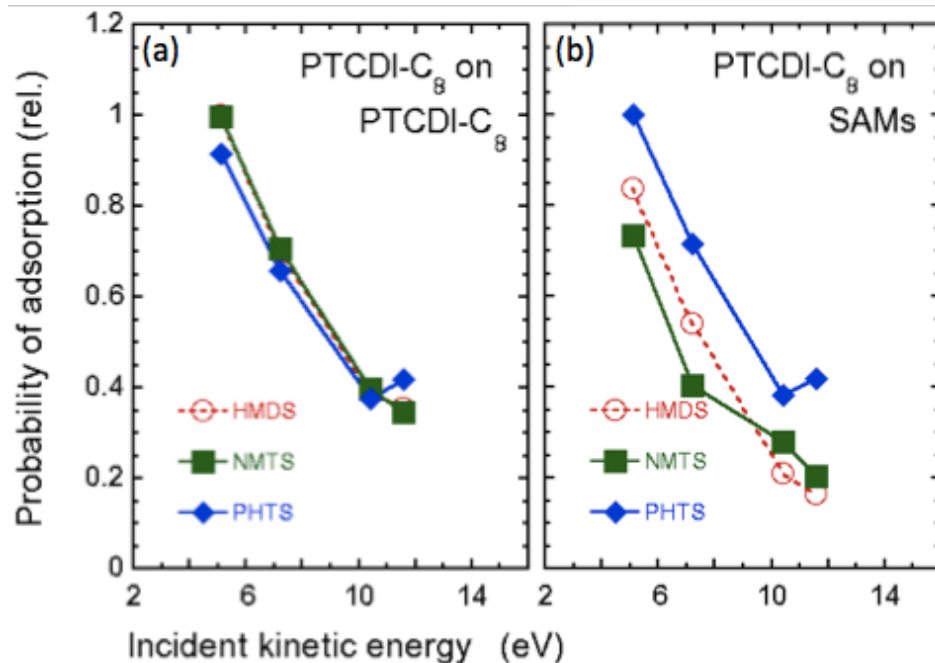 Probability of adsorption (rel.)
1.2
1
0.8
0.6
0.4
0.2
0
(a)
PTCDI-C₈ on
PTCDI-C₈
HMDS
NMTS
PHTS
2 6 10 14
(b)
PTCDI-C₈ on
SAMs
HMDS
NMTS
PHTS
2 6 10 14
Incident kinetic energy (eV)